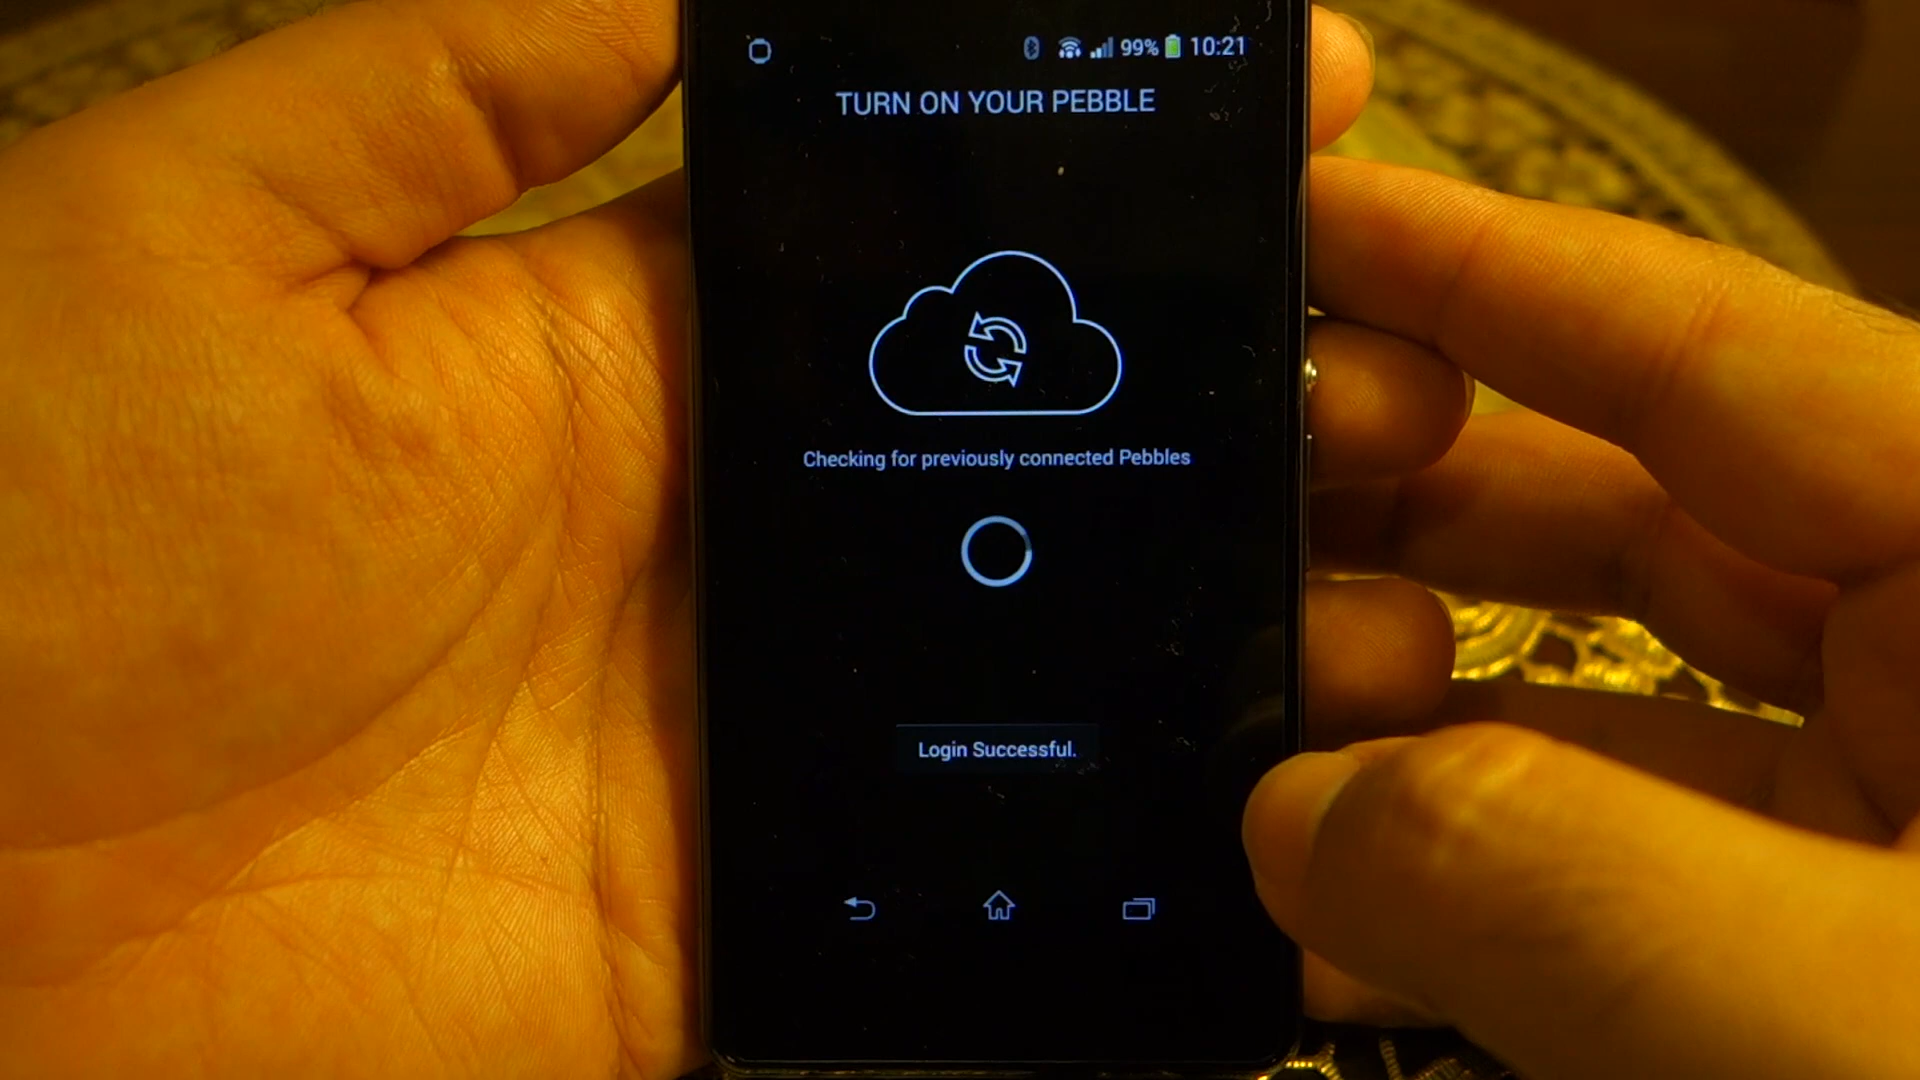 99% 10:21
TURN ON YOUR PEBBLE
Checking for previously connected Pebbles
Login Successful.